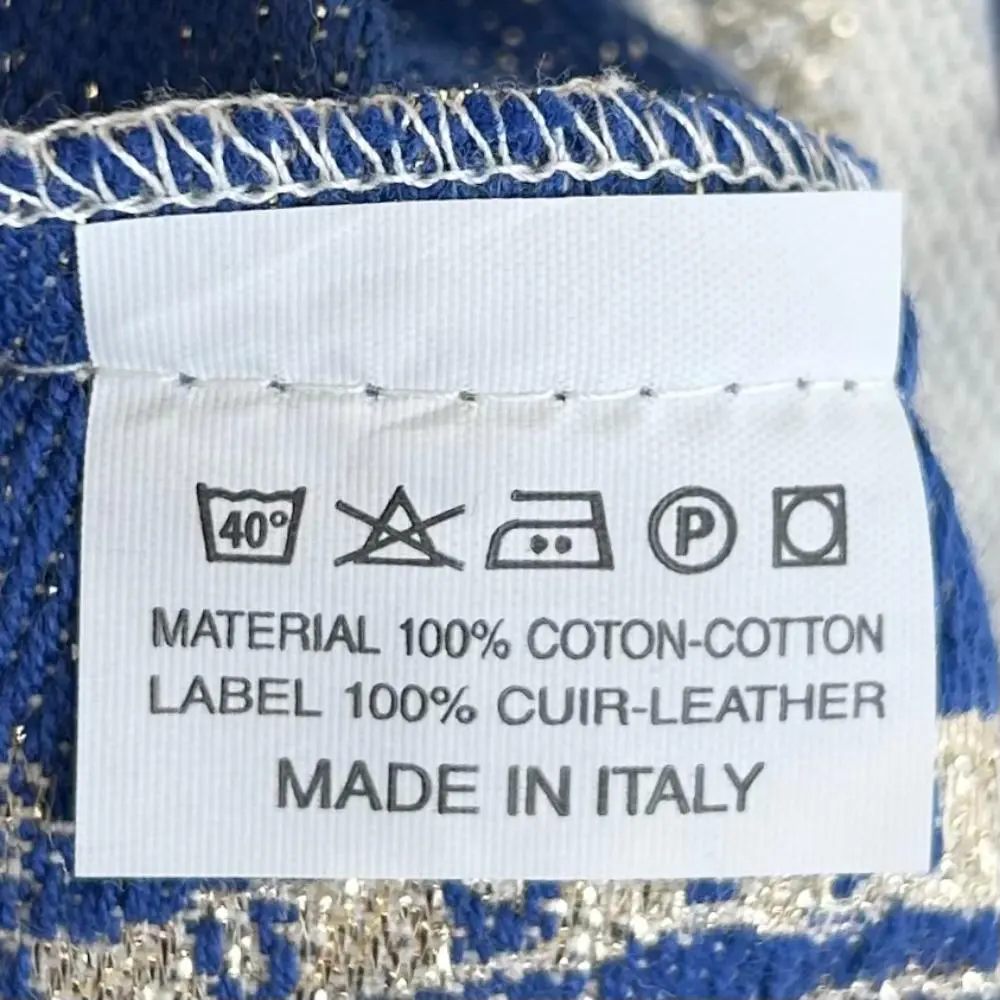 40°
P
MATERIAL 100% COTON-COTTON
LABEL 100% CUIR-LEATHER
MADE IN ITALY